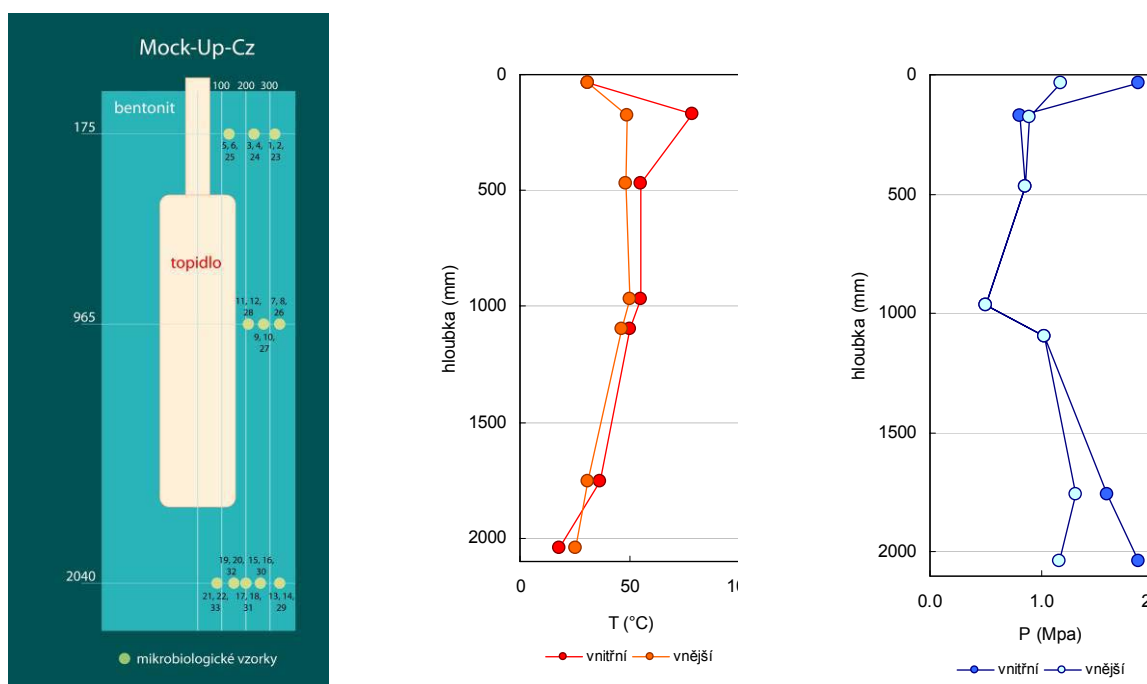 Mock-Up-Cz
100 200 300
bentonit
175
5, 6, 3, 4, 1, 2,
25 24 23
topidlo
11, 12, 7, 8,
28 26
965
9, 10,
27
19, 20, 15, 16,
32 30
2040
21, 22, 17, 18, 13, 14,
33 31 29
mikrobiologické vzorky
0
500
1000
1500
2000
hloubka (mm)
0 50 10
T (°C)
vnitřní vnější
0
500
1000
1500
2000
hloubka (mm)
0.0 1.0 2
P (Mpa)
vnitřní vnější